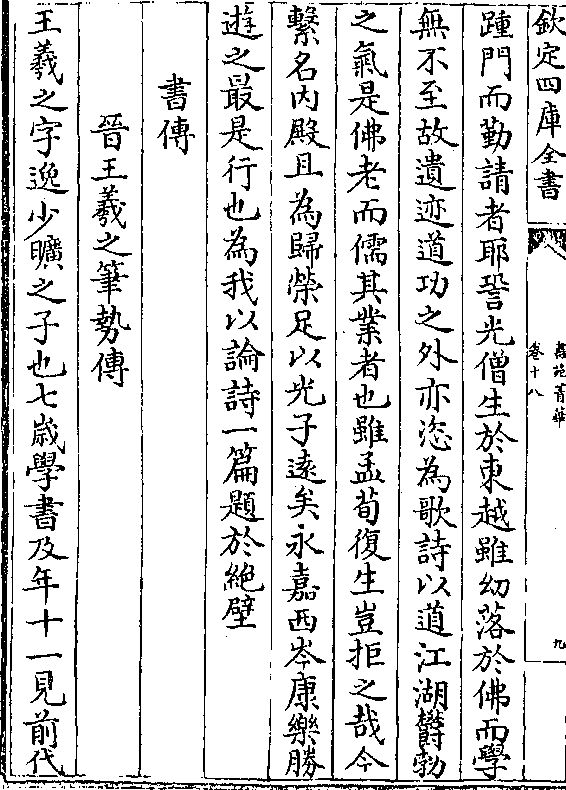 欽定四庫全書
書苑菁華
卷十八
九
踵門而勤請者耶㖃光僧生於東越雖幼落於佛而學
無不至故遺迹道功之外亦恣為歌詩以道江湖欝勃
之氣是佛老而儒其業者也雖孟荀復生豈拒之哉今
繫名内殿且為歸榮足以光子遠矣永嘉西岑康樂勝
遊之最是行也為我以論詩一篇題於絶壁
書傳
晉王羲之筆勢傳
王羲之字逸少曠之子也七歳學書及年十一見前代